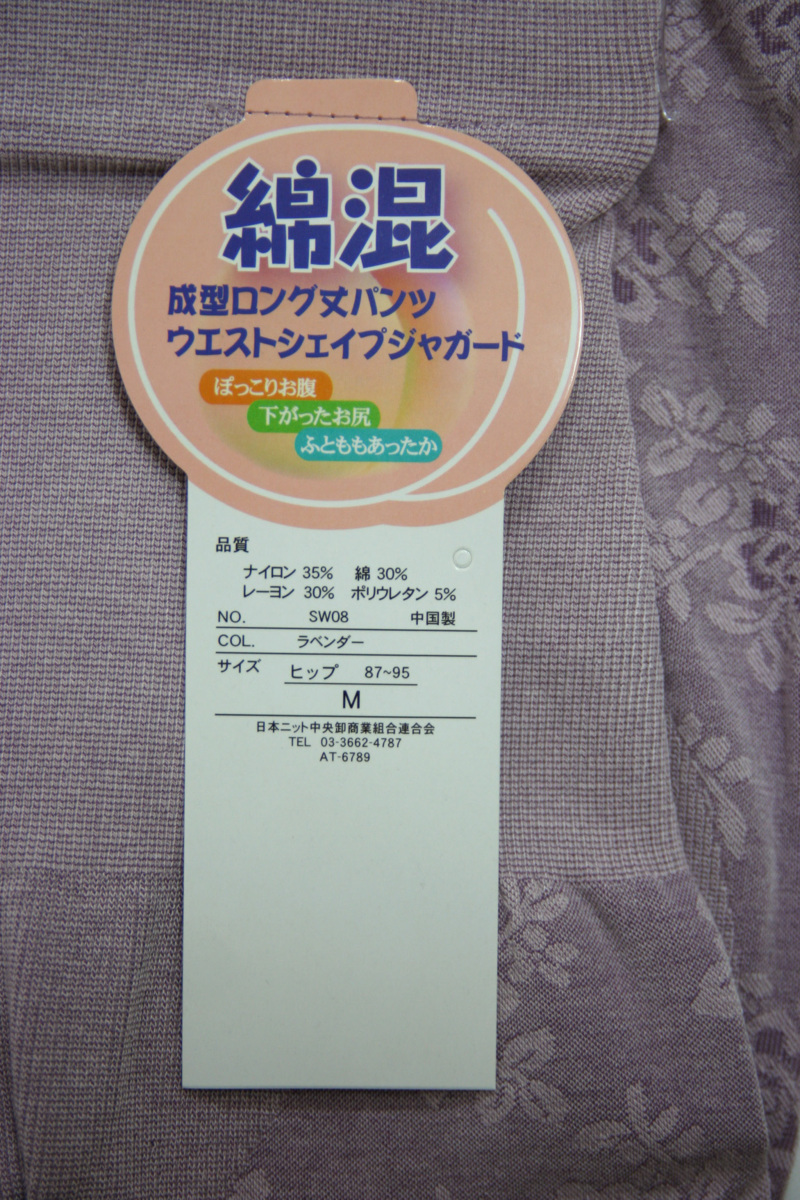 綿混
成型ロング丈パンツ
ウエストシェイプジャガード
ぽっこりお腹
下がったお尻
ふとももあったか
品質
ナイロン 35% 綿 30%
レーヨン 30% ポリウレタン 5%
NO. SW08 中国製
COL. ラベンダー
サイズ ヒップ 87~95
M
日本ニット中央卸商業組合連合会
TEL 03-3662-4787
AT-6789